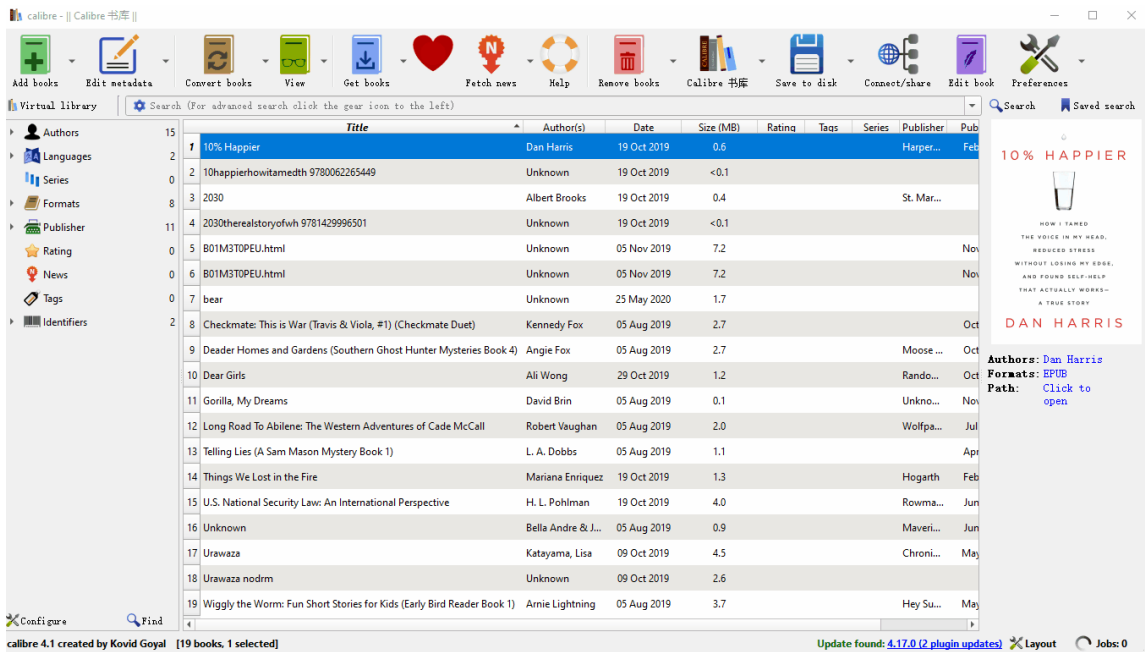 calibre - || Calibre 书库 ||
Add books Edit metadata Convert books View Get books Fetch news Help Remove books Calibre 书库 Save to disk Connect/share Edit book Preferences
Virtual library Search (For advanced search click the gear icon to the left) Search Saved search
Authors 15
Languages 2
Series 0
Formats 8
Publisher 11
Rating 0
News 0
Tags 0
Identifiers 2
Configure Find
Title Author(s) Date Size (MB) Rating Tags Series Publisher Pub
1 10% Happier Dan Harris 19 Oct 2019 0.6 Harper... Feb
2 10happierhowitamedth 9780062265449 Unknown 19 Oct 2019 <0.1
3 2030 Albert Brooks 19 Oct 2019 0.4 St. Mar...
4 2030therealstoryofwh 9781429996501 Unknown 19 Oct 2019 <0.1
5 B01M3T0PEU.html Unknown 05 Nov 2019 7.2 Nov
6 B01M3T0PEU.html Unknown 05 Nov 2019 7.2 Nov
7 bear Unknown 25 May 2020 1.7
8 Checkmate: This is War (Travis & Viola, #1) (Checkmate Duet) Kennedy Fox 05 Aug 2019 2.7 Oct
9 Deader Homes and Gardens (Southern Ghost Hunter Mysteries Book 4) Angie Fox 05 Aug 2019 2.7 Moose ... Oct
10 Dear Girls Ali Wong 29 Oct 2019 1.2 Rando... Oct
11 Gorilla, My Dreams David Brin 05 Aug 2019 0.1 Unkno... Nov
12 Long Road To Abilene: The Western Adventures of Cade McCall Robert Vaughan 05 Aug 2019 2.0 Wolfpa... Jul
13 Telling Lies (A Sam Mason Mystery Book 1) L. A. Dobbs 05 Aug 2019 1.1 Apr
14 Things We Lost in the Fire Mariana Enriquez 19 Oct 2019 1.3 Hogarth Feb
15 U.S. National Security Law: An International Perspective H. L. Pohlman 19 Oct 2019 4.0 Rowma... Jun
16 Unknown Bella Andre & J... 05 Aug 2019 0.9 Maveri... Jun
17 Urawaza Katayama, Lisa 09 Oct 2019 4.5 Chroni... May
18 Urawaza nodrm Unknown 09 Oct 2019 2.6
19 Wiggly the Worm: Fun Short Stories for Kids (Early Bird Reader Book 1) Arnie Lightning 05 Aug 2019 3.7 Hey Su... May
10% HAPPIER
HOW I TAMED
THE VOICE IN MY HEAD,
REDUCED STRESS
WITHOUT LOSING MY EDGE,
AND FOUND SELF-HELP
THAT ACTUALLY WORKS—
A TRUE STORY
DAN HARRIS
Authors: Dan Harris
Formats: EPUB
Path: Click to
open
calibre 4.1 created by Kovid Goyal [19 books, 1 selected] Update found: 4.17.0 (2 plugin updates) Layout Jobs: 0